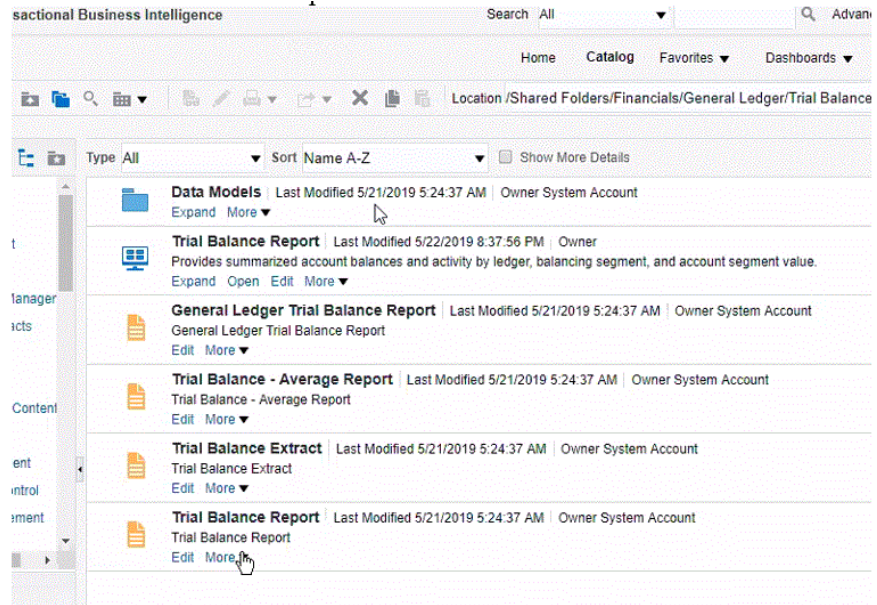 sactional Business Intelligence Search All Advan
Home Catalog Favorites Dashboards
Location /Shared Folders/Financials/General Ledger/Trial Balance
Type All Sort Name A-Z Show More Details
Data Models Last Modified 5/21/2019 5:24:37 AM Owner System Account
Expand More
t
Trial Balance Report Last Modified 5/22/2019 8:37:56 PM Owner
Provides summarized account balances and activity by ledger, balancing segment, and account segment value.
Expand Open Edit More
Manager
General Ledger Trial Balance Report Last Modified 5/21/2019 5:24:37 AM Owner System Account
acts
General Ledger Trial Balance Report
Edit More
Trial Balance - Average Report Last Modified 5/21/2019 5:24:37 AM Owner System Account
Trial Balance - Average Report
Content
Edit More
Trial Balance Extract Last Modified 5/21/2019 5:24:37 AM Owner System Account
ent
Trial Balance Extract
ntrol
Edit More
ement
Trial Balance Report Last Modified 5/21/2019 5:24:37 AM Owner System Account
Trial Balance Report
Edit More